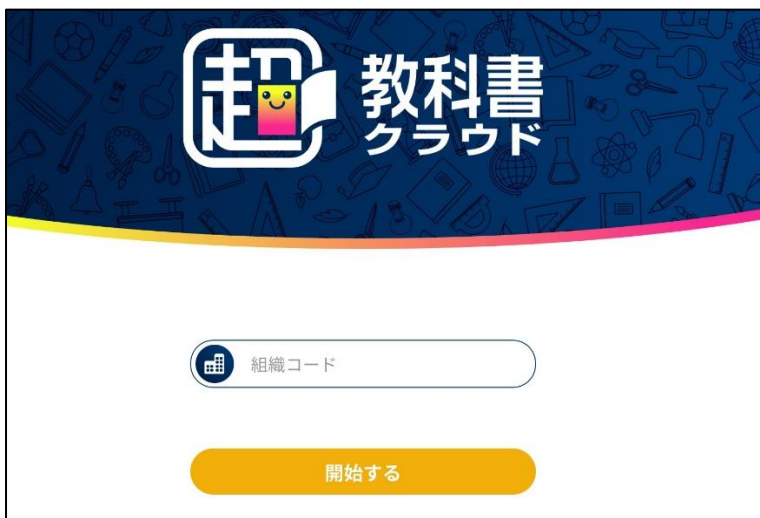 超
教科書
クラウド
組織コード
開始する